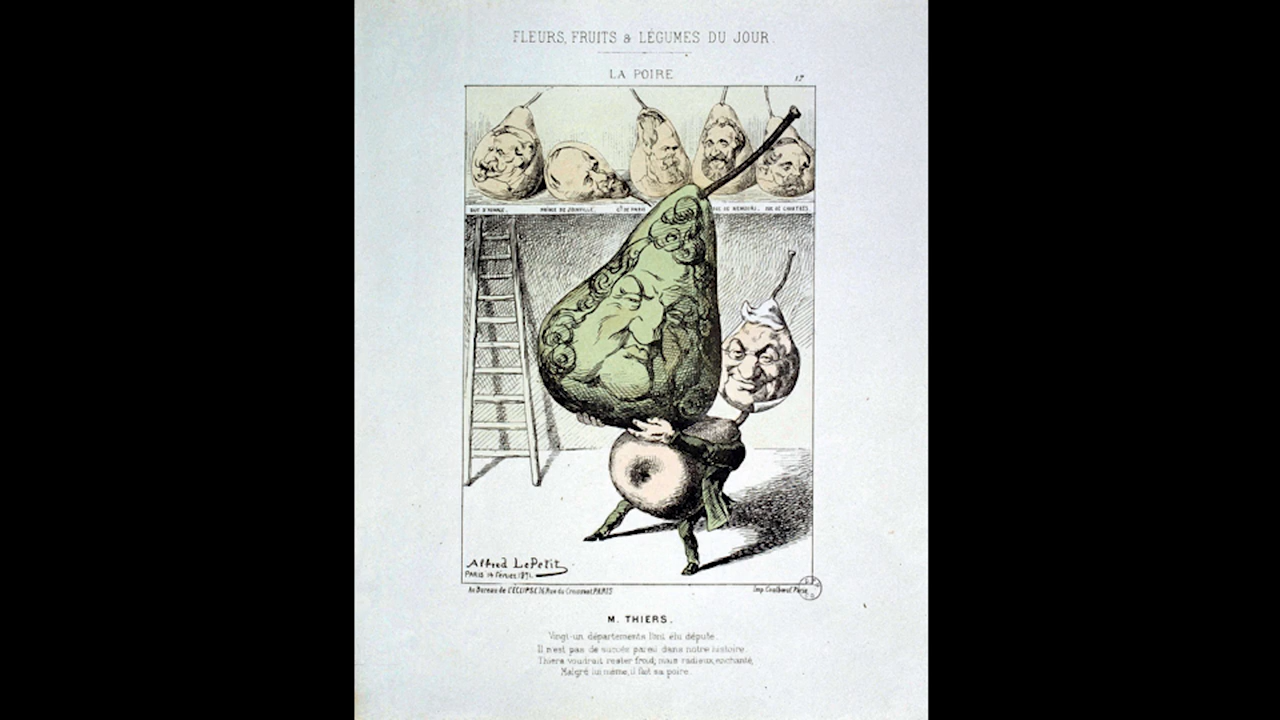 FLEURS, FRUITS & LÉGUMES DU JOUR.
LA POIRE
17
DUC D'AUMALE. PRINCE DE JOINVILLE. Cte DE PARIS DUC DE NEMOURS. DUC DE CHARTRES.
Alfred Le Petit
PARIS 14 Février 1871.
Au Bureau de L'ÉCLIPSE 16, Rue du Croissant, PARIS
Imp. Coulbœuf Paris
M. THIERS.
Vingt-un départements l'ont élu député.
Il n'est pas de succès pareil dans notre histoire.
Thiers voudrait rester froid; mais radieux, enchanté,
Malgré lui même, il fait sa poire.